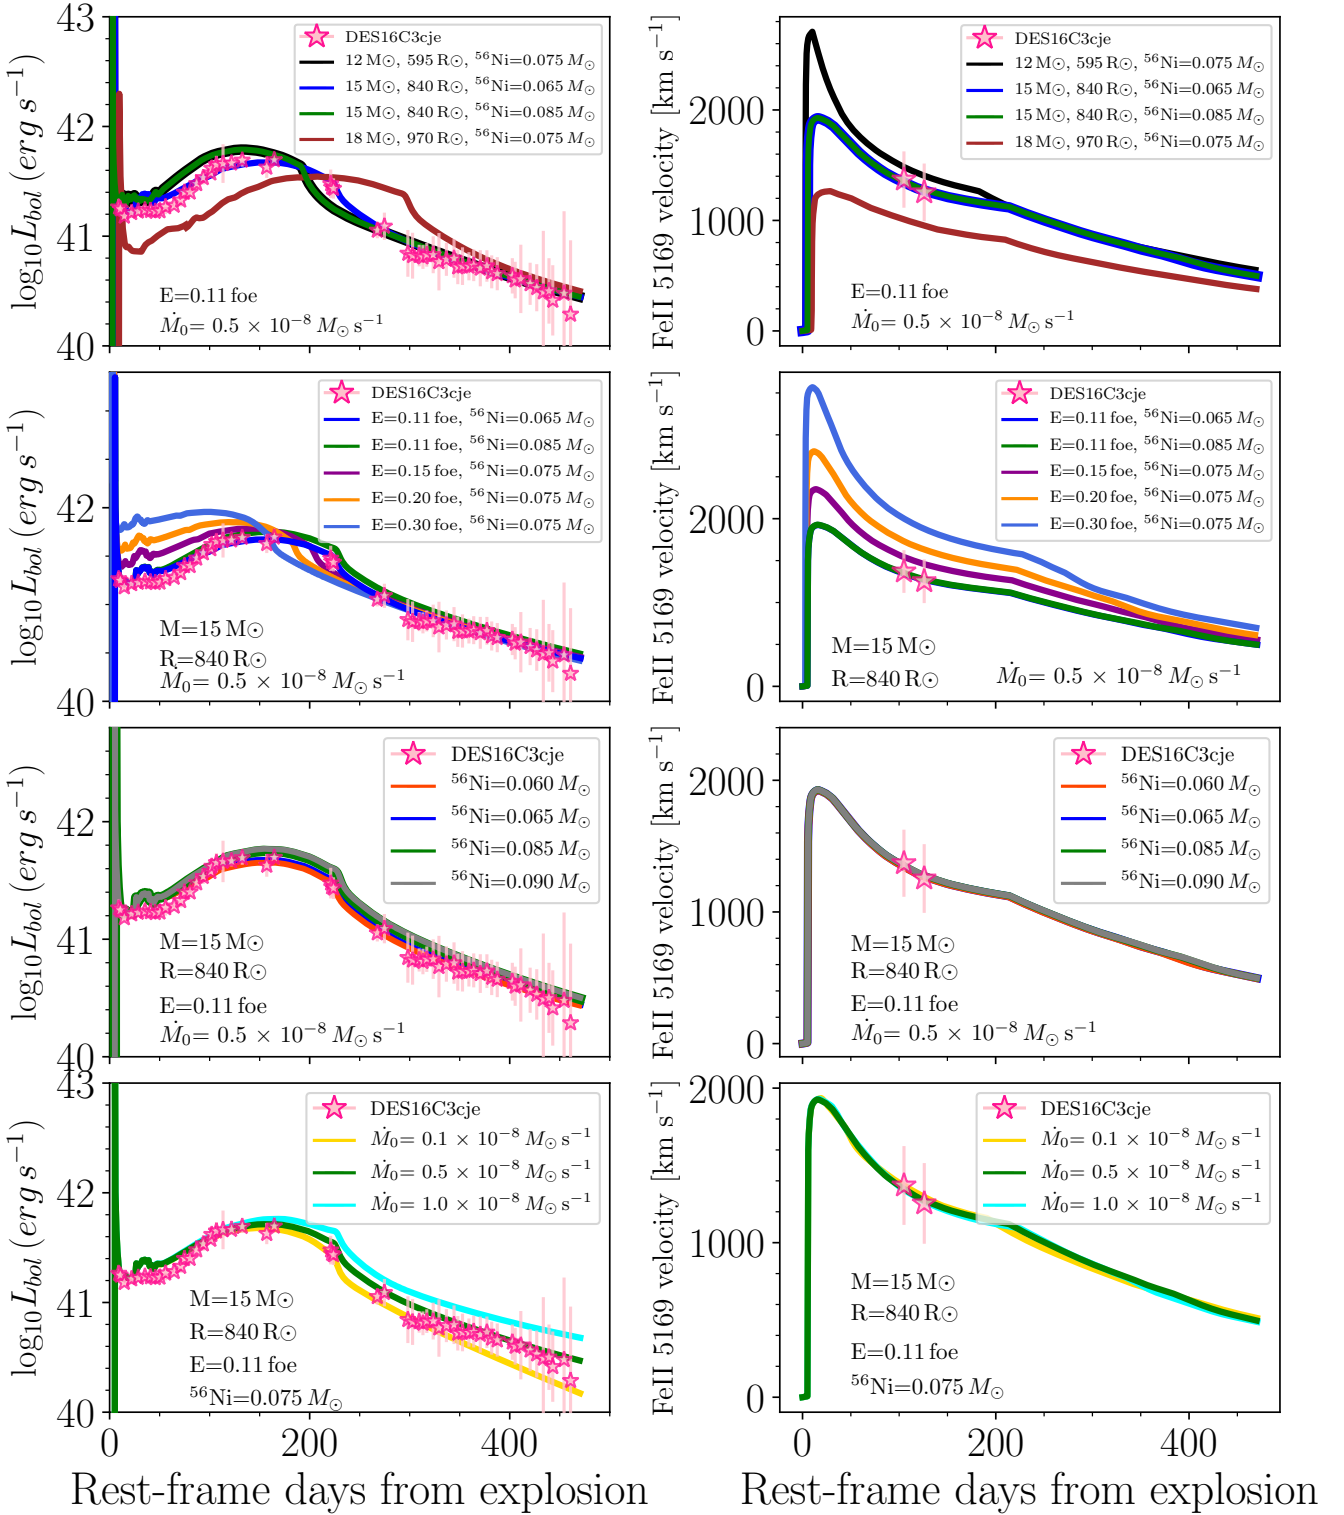 43
42
41
40
log₁₀L_bol (erg s⁻¹)
DES16C3cje
12 M⊙, 595 R⊙, ⁵⁶Ni=0.075 M⊙
15 M⊙, 840 R⊙, ⁵⁶Ni=0.065 M⊙
15 M⊙, 840 R⊙, ⁵⁶Ni=0.085 M⊙
18 M⊙, 970 R⊙, ⁵⁶Ni=0.075 M⊙
E=0.11 foe
Ṁ₀= 0.5 × 10⁻⁸ M⊙ s⁻¹
2000
1000
0
FeII 5169 velocity [km s⁻¹]
DES16C3cje
12 M⊙, 595 R⊙, ⁵⁶Ni=0.075 M⊙
15 M⊙, 840 R⊙, ⁵⁶Ni=0.065 M⊙
15 M⊙, 840 R⊙, ⁵⁶Ni=0.085 M⊙
18 M⊙, 970 R⊙, ⁵⁶Ni=0.075 M⊙
E=0.11 foe
Ṁ₀= 0.5 × 10⁻⁸ M⊙ s⁻¹
42
40
log₁₀L_bol (erg s⁻¹)
DES16C3cje
E=0.11 foe, ⁵⁶Ni=0.065 M⊙
E=0.11 foe, ⁵⁶Ni=0.085 M⊙
E=0.15 foe, ⁵⁶Ni=0.075 M⊙
E=0.20 foe, ⁵⁶Ni=0.075 M⊙
E=0.30 foe, ⁵⁶Ni=0.075 M⊙
M=15 M⊙
R=840 R⊙
Ṁ₀= 0.5 × 10⁻⁸ M⊙ s⁻¹
2000
0
FeII 5169 velocity [km s⁻¹]
DES16C3cje
E=0.11 foe, ⁵⁶Ni=0.065 M⊙
E=0.11 foe, ⁵⁶Ni=0.085 M⊙
E=0.15 foe, ⁵⁶Ni=0.075 M⊙
E=0.20 foe, ⁵⁶Ni=0.075 M⊙
E=0.30 foe, ⁵⁶Ni=0.075 M⊙
M=15 M⊙
R=840 R⊙
Ṁ₀= 0.5 × 10⁻⁸ M⊙ s⁻¹
42
41
40
log₁₀L_bol (erg s⁻¹)
DES16C3cje
⁵⁶Ni=0.060 M⊙
⁵⁶Ni=0.065 M⊙
⁵⁶Ni=0.085 M⊙
⁵⁶Ni=0.090 M⊙
M=15 M⊙
R=840 R⊙
E=0.11 foe
Ṁ₀= 0.5 × 10⁻⁸ M⊙ s⁻¹
2000
1000
0
FeII 5169 velocity [km s⁻¹]
DES16C3cje
⁵⁶Ni=0.060 M⊙
⁵⁶Ni=0.065 M⊙
⁵⁶Ni=0.085 M⊙
⁵⁶Ni=0.090 M⊙
M=15 M⊙
R=840 R⊙
E=0.11 foe
Ṁ₀= 0.5 × 10⁻⁸ M⊙ s⁻¹
43
42
41
40
log₁₀L_bol (erg s⁻¹)
DES16C3cje
Ṁ₀= 0.1 × 10⁻⁸ M⊙ s⁻¹
Ṁ₀= 0.5 × 10⁻⁸ M⊙ s⁻¹
Ṁ₀= 1.0 × 10⁻⁸ M⊙ s⁻¹
M=15 M⊙
R=840 R⊙
E=0.11 foe
⁵⁶Ni=0.075 M⊙
0 200 400
Rest-frame days from explosion
2000
1000
0
FeII 5169 velocity [km s⁻¹]
DES16C3cje
Ṁ₀= 0.1 × 10⁻⁸ M⊙ s⁻¹
Ṁ₀= 0.5 × 10⁻⁸ M⊙ s⁻¹
Ṁ₀= 1.0 × 10⁻⁸ M⊙ s⁻¹
M=15 M⊙
R=840 R⊙
E=0.11 foe
⁵⁶Ni=0.075 M⊙
0 200 400
Rest-frame days from explosion